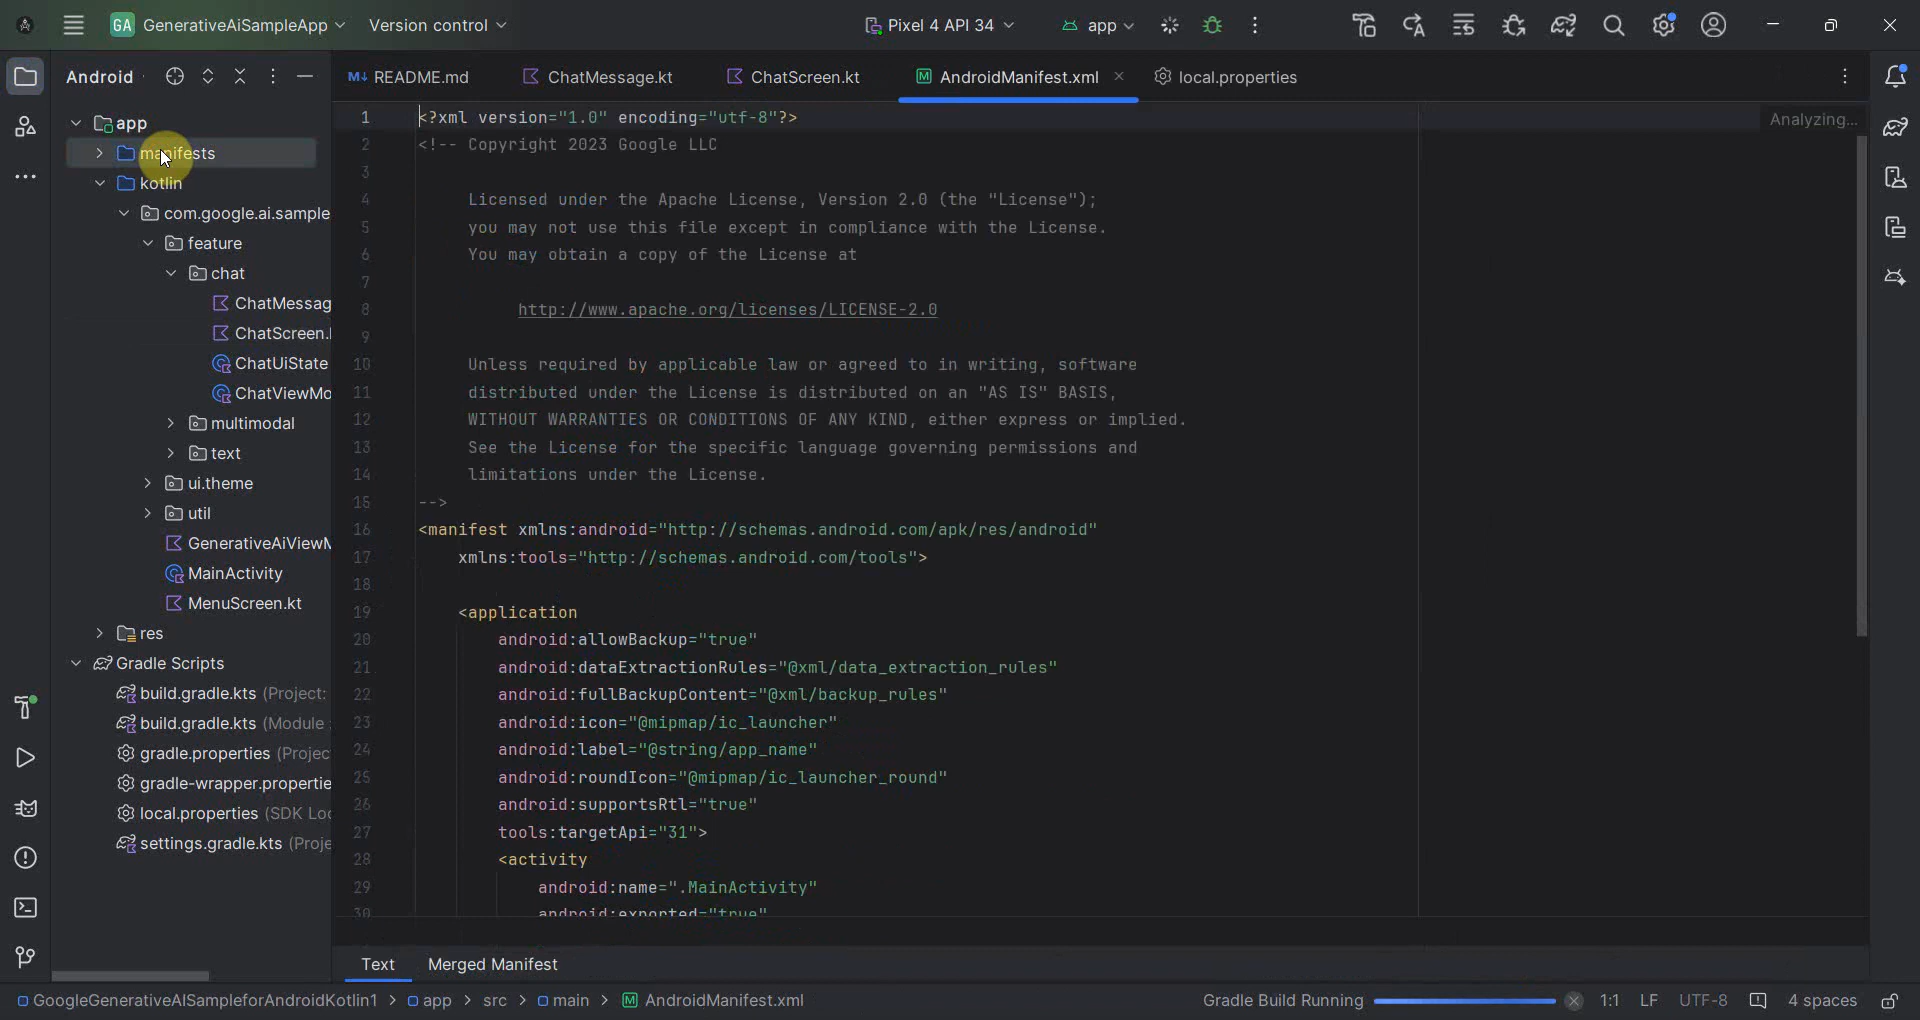 GA GenerativeAiSampleApp Version control Pixel 4 API 34 app
Android
README.md ChatMessage.kt ChatScreen.kt AndroidManifest.xml local.properties
app
manifests
kotlin
com.google.ai.sample
feature
chat
ChatMessag
ChatScreen.
ChatUiState
ChatViewMo
multimodal
text
ui.theme
util
GenerativeAiViewM
MainActivity
MenuScreen.kt
res
Gradle Scripts
build.gradle.kts (Project:
build.gradle.kts (Module :
gradle.properties (Projec
gradle-wrapper.propertie
local.properties (SDK Loc
settings.gradle.kts (Proje
Analyzing...
1 <?xml version="1.0" encoding="utf-8"?>
2 <!-- Copyright 2023 Google LLC
3
4 Licensed under the Apache License, Version 2.0 (the "License");
5 you may not use this file except in compliance with the License.
6 You may obtain a copy of the License at
7
8 http://www.apache.org/licenses/LICENSE-2.0
9
10 Unless required by applicable law or agreed to in writing, software
11 distributed under the License is distributed on an "AS IS" BASIS,
12 WITHOUT WARRANTIES OR CONDITIONS OF ANY KIND, either express or implied.
13 See the License for the specific language governing permissions and
14 limitations under the License.
15 -->
16 <manifest xmlns:android="http://schemas.android.com/apk/res/android"
17 xmlns:tools="http://schemas.android.com/tools">
18
19 <application
20 android:allowBackup="true"
21 android:dataExtractionRules="@xml/data_extraction_rules"
22 android:fullBackupContent="@xml/backup_rules"
23 android:icon="@mipmap/ic_launcher"
24 android:label="@string/app_name"
25 android:roundIcon="@mipmap/ic_launcher_round"
26 android:supportsRtl="true"
27 tools:targetApi="31">
28 <activity
29 android:name=".MainActivity"
30 android:exported="true"
Text Merged Manifest
GoogleGenerativeAISampleforAndroidKotlin1 > app > src > main > AndroidManifest.xml Gradle Build Running 1:1 LF UTF-8 4 spaces